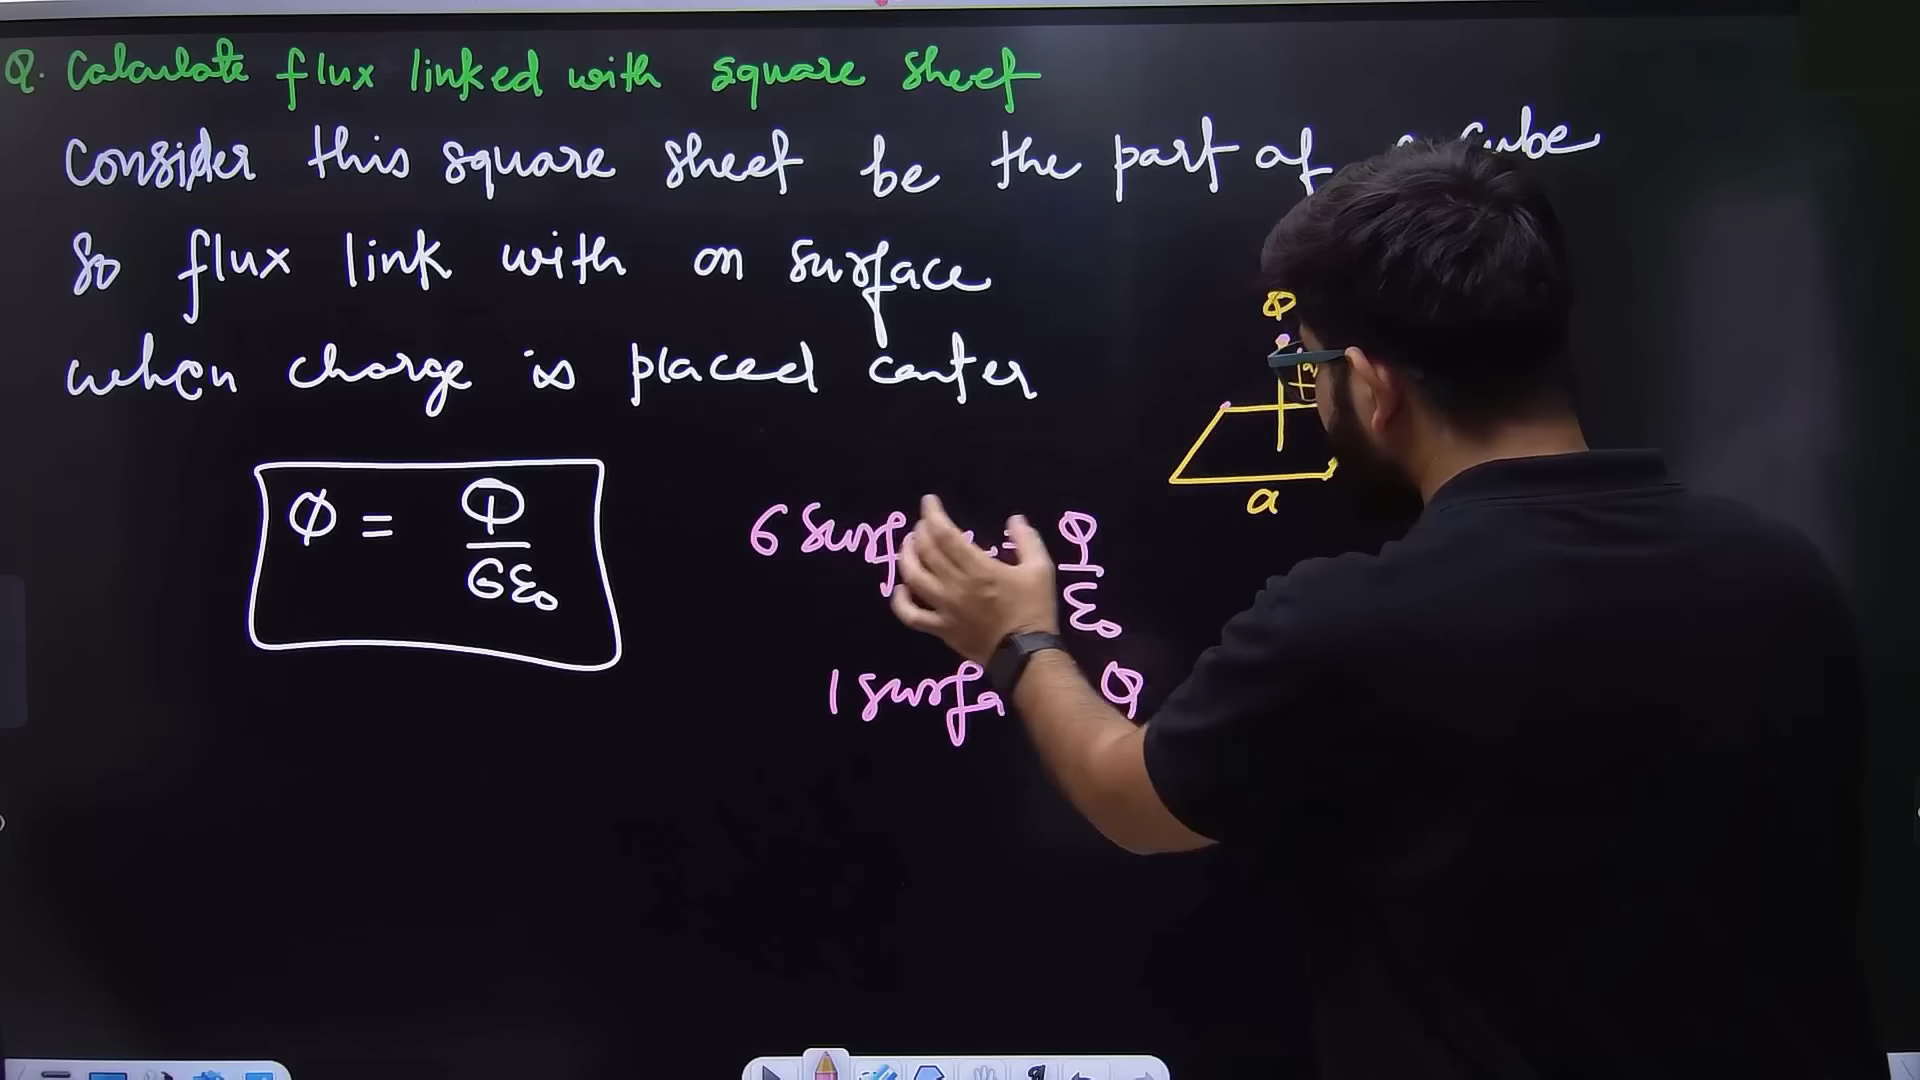 Q. Calculate flux linked with square sheet
Consider this square sheet be the part of cube
So flux link with on surface
when charge is placed center
Q
a
ϕ = Q / 6ε₀
6 surf = Q / ε₀
1 surfa Q